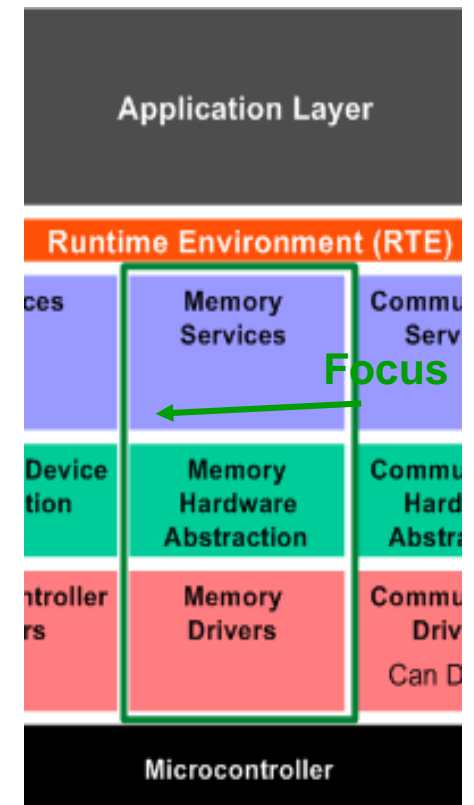 Application Layer
Runtime Environment (RTE)
ces
Memory
Services
Commu
Serv
Focus
Device
tion
Memory
Hardware
Abstraction
Commu
Hard
Abstra
ntroller
rs
Memory
Drivers
Commu
Driv
Can D
Microcontroller